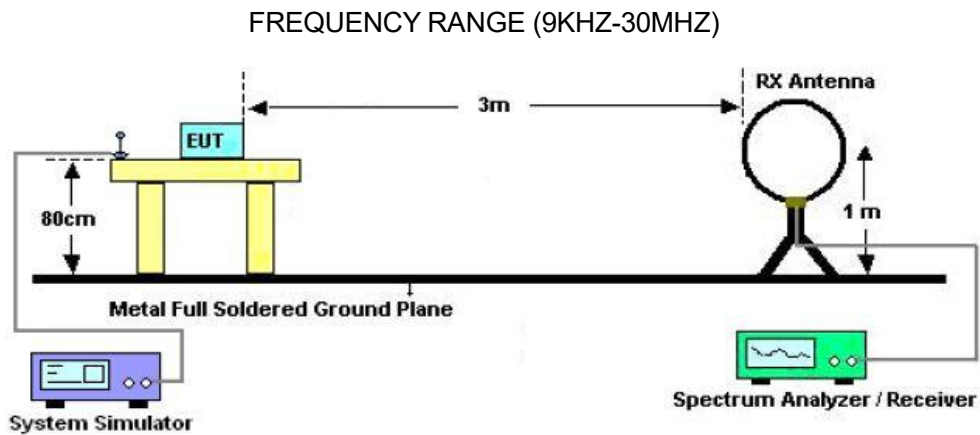 FREQUENCY RANGE (9KHZ-30MHZ)
RX Antenna
3m
EUT
80cm
1 m
Metal Full Soldered Ground Plane
System Simulator
Spectrum Analyzer / Receiver